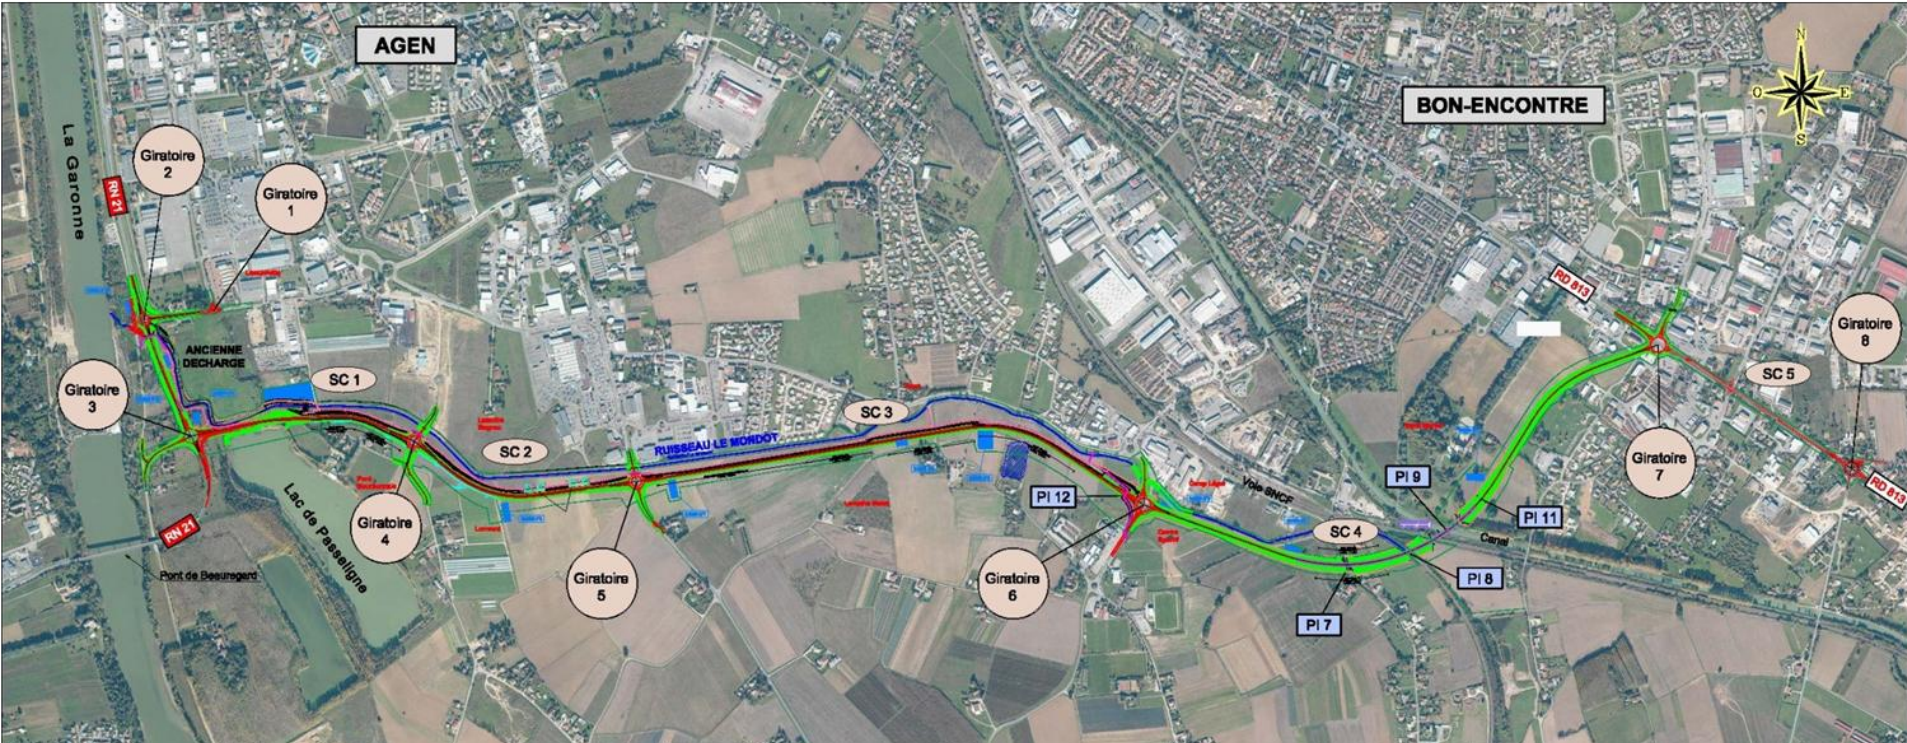 AGEN
BON-ENCONTRE
N
O
E
S
La Garonne
Giratoire
2
RN 21
Giratoire
1
ANCIENNE
DECHARGE
Giratoire
3
SC 1
SC 2
SC 3
RUISSEAU LE MONDOT
RD 813
Giratoire
8
SC 5
RD 813
Giratoire
7
RN 21
Lac de Passeligne
Giratoire
4
Pont de Beauregard
Giratoire
5
Giratoire
6
PI 12
Voie SNCF
SC 4
PI 9
PI 11
Canal
PI 8
PI 7